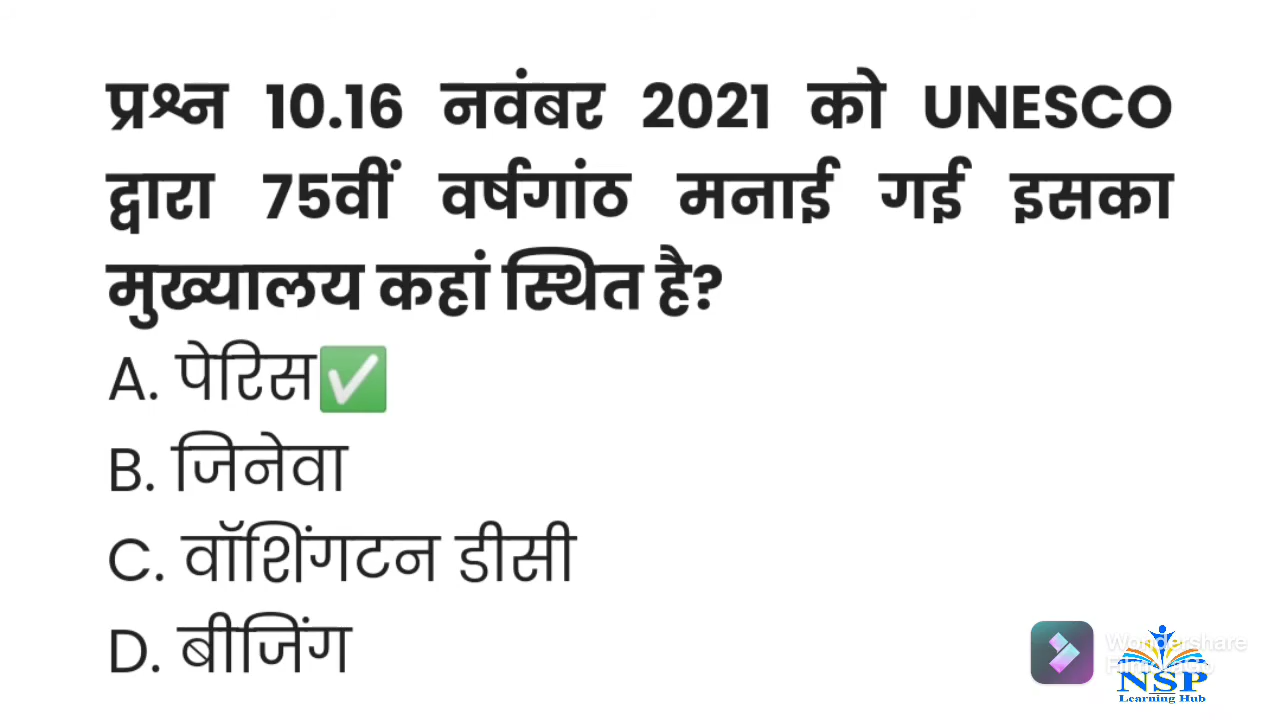 प्रश्न 10.16 नवंबर 2021 को UNESCO
द्वारा 75वीं वर्षगांठ मनाई गई इसका
मुख्यालय कहां स्थित है?
A. पेरिस✅
B. जिनेवा
C. वॉशिंगटन डीसी
D. बीजिंग
Wondershare
NSP
Learning Hub